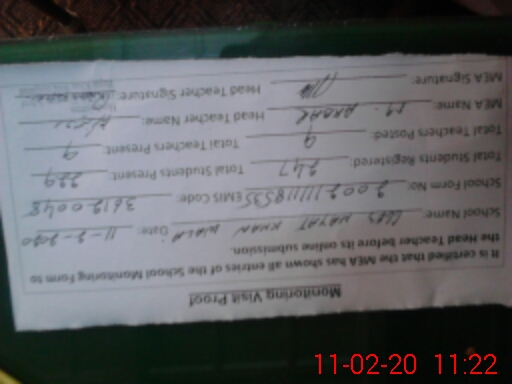 Monitoring Visit Proof
It is certified that the MEA has shown all entries of the School Monitoring Form to
the Head Teacher before its online submission.
School Name: HAYAT KHAN WALA Date: 11-2-2020
School Form No: EMIS Code:
Total Students Registered: 247 Total Students Present: 229
Total Teachers Posted: 9 Total Teachers Present: 9
MEA Name: Head Teacher Name:
MEA Signature: Head Teacher Signature:
11-02-20 11:22